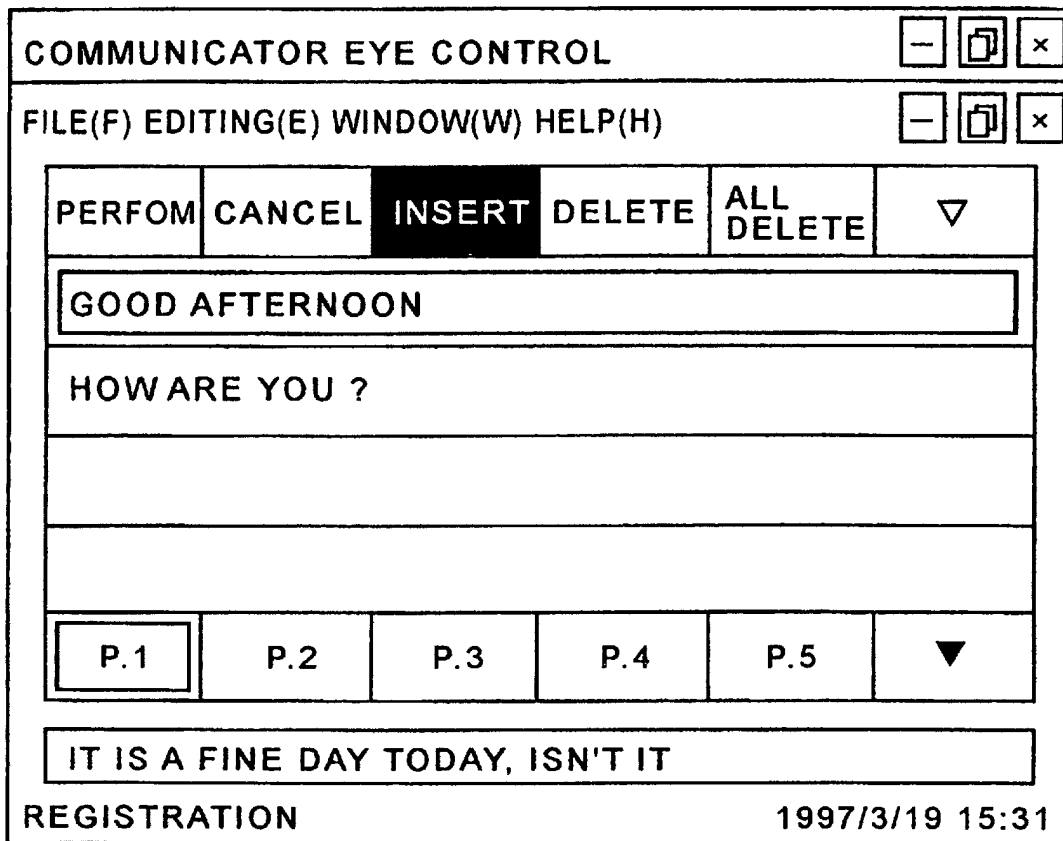 COMMUNICATOR EYE CONTROL
FILE(F) EDITING(E) WINDOW(W) HELP(H)
PERFOM CANCEL INSERT DELETE ALL DELETE
GOOD AFTERNOON
HOW ARE YOU ?
P.1 P.2 P.3 P.4 P.5
IT IS A FINE DAY TODAY, ISN'T IT
REGISTRATION 1997/3/19 15:31